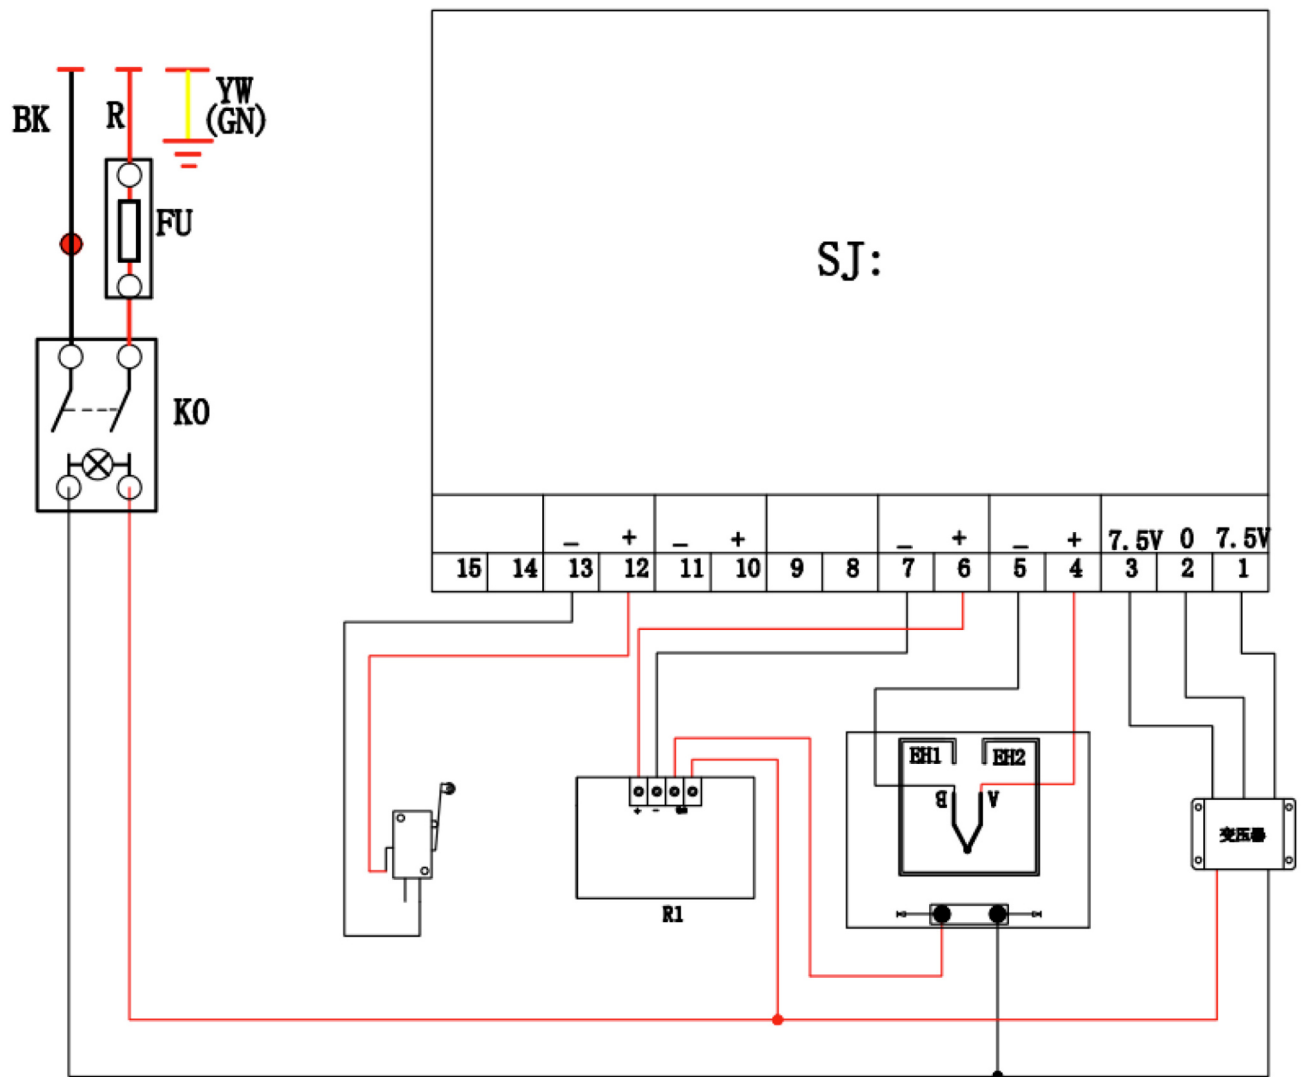 BK
R
YW
(GN)
FU
K0
SJ:
− + − + − + − + 7.5V 0 7.5V
15 14 13 12 11 10 9 8 7 6 5 4 3 2 1
EH1 EH2
B A
变压器
+ −
R1